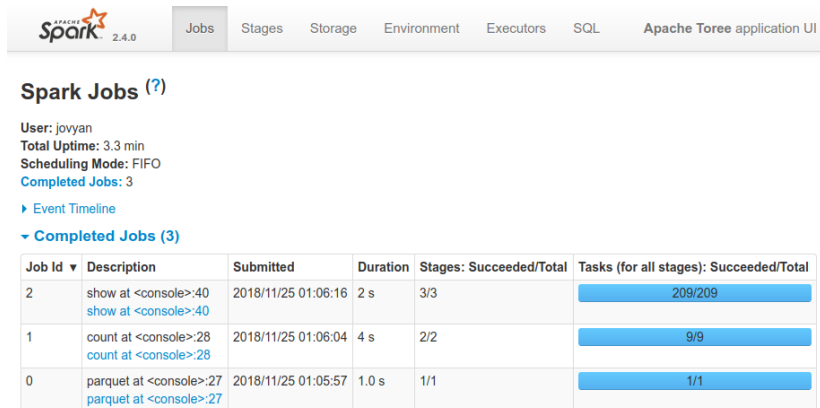 APACHE
Spark 2.4.0 Jobs Stages Storage Environment Executors SQL Apache Toree application UI
Spark Jobs (?)
User: jovyan
Total Uptime: 3.3 min
Scheduling Mode: FIFO
Completed Jobs: 3
Event Timeline
Completed Jobs (3)
Job Id ▾ Description Submitted Duration Stages: Succeeded/Total Tasks (for all stages): Succeeded/Total
2 show at <console>:40 2018/11/25 01:06:16 2 s 3/3 209/209
show at <console>:40
1 count at <console>:28 2018/11/25 01:06:04 4 s 2/2 9/9
count at <console>:28
0 parquet at <console>:27 2018/11/25 01:05:57 1.0 s 1/1 1/1
parquet at <console>:27